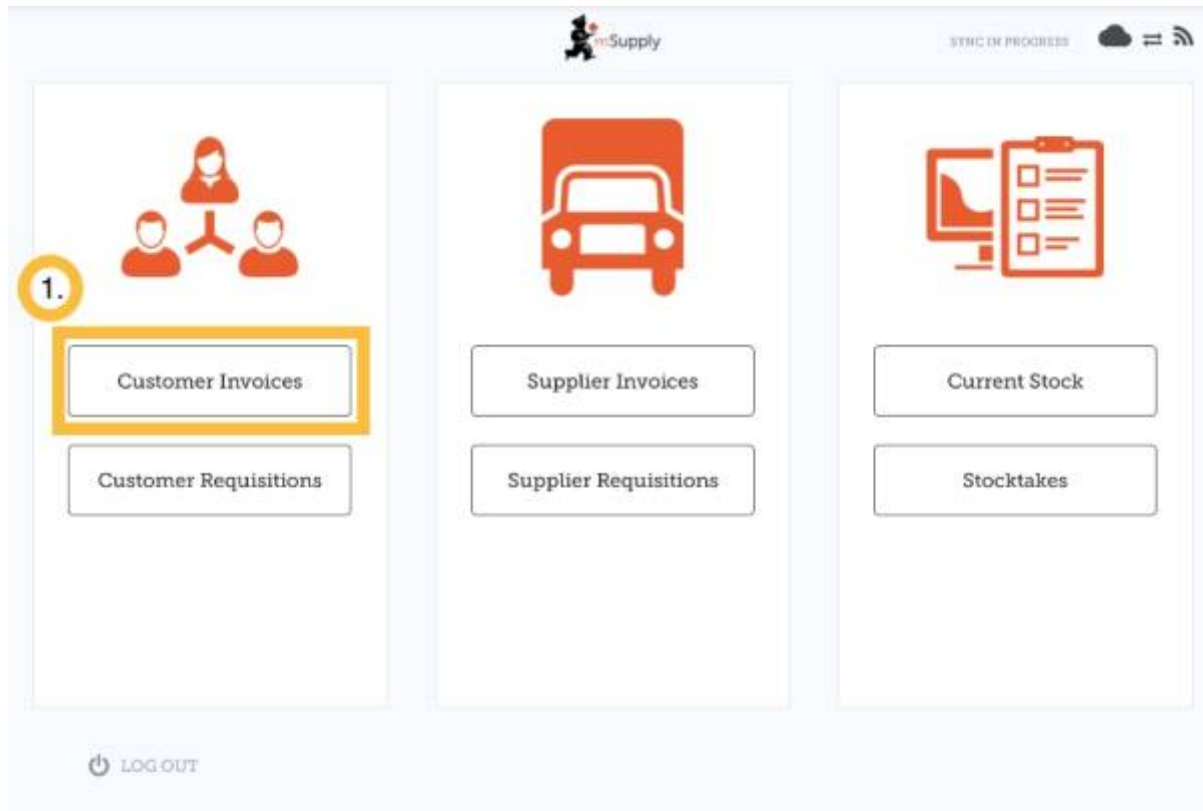 mSupply
SYNC IN PROGRESS
1.
Customer Invoices
Supplier Invoices
Current Stock
Customer Requisitions
Supplier Requisitions
Stocktakes
LOG OUT